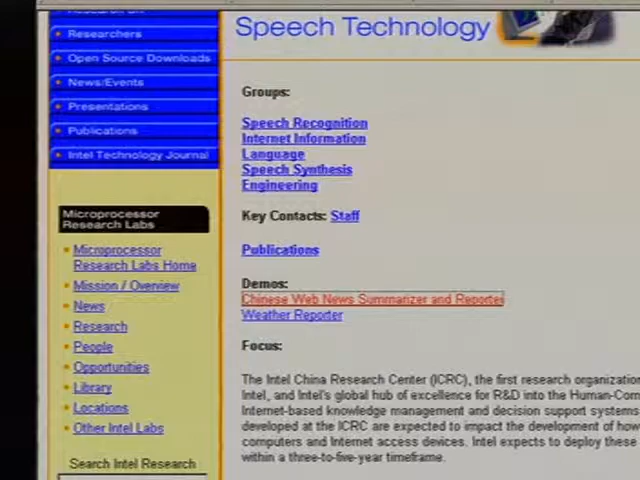 Researchers
Open Source Downloads
News/Events
Presentations
Publications
Intel Technology Journal
Microprocessor
Research Labs
Microprocessor
Research Labs Home
Mission / Overview
News
Research
People
Opportunities
Library
Locations
Other Intel Labs
Search Intel Research
Speech Technology
Groups:
Speech Recognition
Internet Information
Language
Speech Synthesis
Engineering
Key Contacts: Staff
Publications
Demos:
Chinese Web News Summarizer and Reporter
Weather Reporter
Focus:
The Intel China Research Center (ICRC), the first research
Intel, and Intel's global hub of excellence for R&D into the
Internet-based knowledge management and decision support systems
developed at the ICRC are expected to impact the development of how
computers and Internet access devices. Intel expects to deploy these
within a three-to-five-year timeframe.